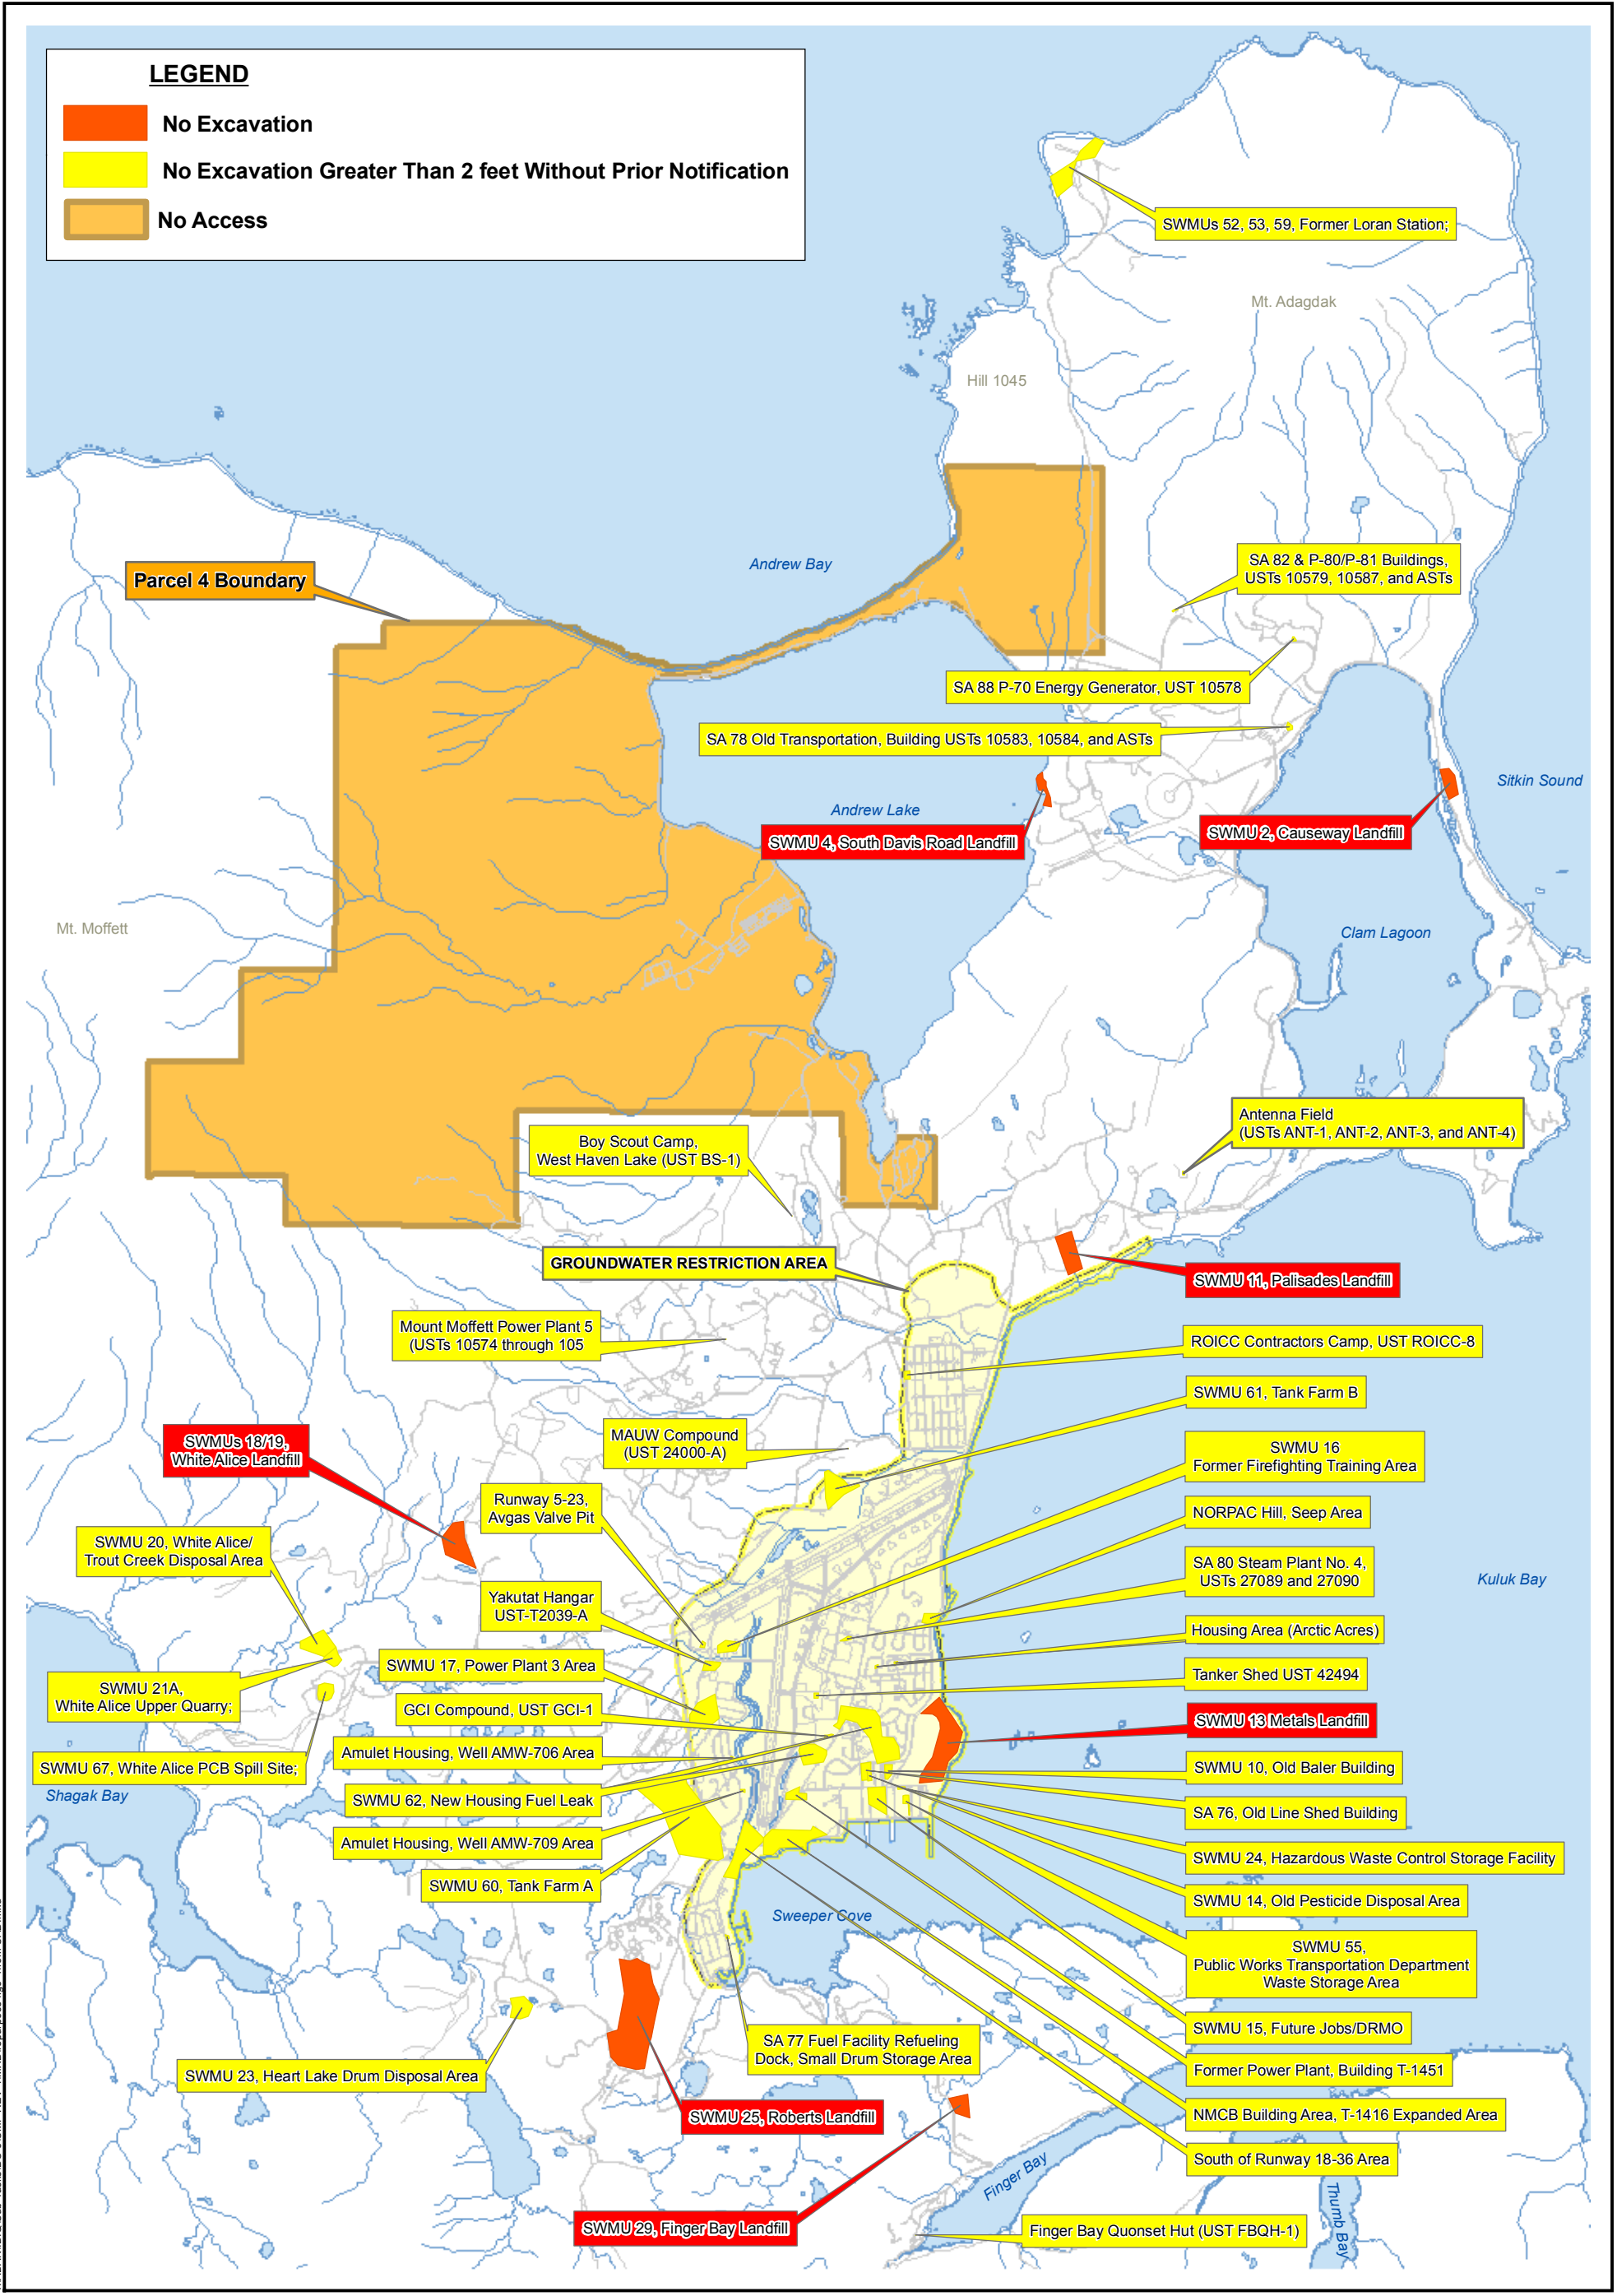 LEGEND
No Excavation
No Excavation Greater Than 2 feet Without Prior Notification
No Access
SWMUs 52, 53, 59, Former Loran Station;
Mt. Adagdak
Hill 1045
Andrew Bay
Parcel 4 Boundary
SA 82 & P-80/P-81 Buildings,
USTs 10579, 10587, and ASTs
SA 88 P-70 Energy Generator, UST 10578
SA 78 Old Transportation, Building USTs 10583, 10584, and ASTs
Sitkin Sound
Andrew Lake
SWMU 4, South Davis Road Landfill
SWMU 2, Causeway Landfill
Mt. Moffett
Clam Lagoon
Antenna Field
(USTs ANT-1, ANT-2, ANT-3, and ANT-4)
Boy Scout Camp,
West Haven Lake (UST BS-1)
GROUNDWATER RESTRICTION AREA
SWMU 11, Palisades Landfill
Mount Moffett Power Plant 5
(USTs 10574 through 105
ROICC Contractors Camp, UST ROICC-8
SWMU 61, Tank Farm B
MAUW Compound
(UST 24000-A)
SWMUs 18/19,
White Alice Landfill
SWMU 16
Former Firefighting Training Area
Runway 5-23,
Avgas Valve Pit
NORPAC Hill, Seep Area
SWMU 20, White Alice/
Trout Creek Disposal Area
SA 80 Steam Plant No. 4,
USTs 27089 and 27090
Kuluk Bay
Yakutat Hangar
UST-T2039-A
Housing Area (Arctic Acres)
SWMU 17, Power Plant 3 Area
Tanker Shed UST 42494
SWMU 21A,
White Alice Upper Quarry;
GCI Compound, UST GCI-1
SWMU 13 Metals Landfill
Amulet Housing, Well AMW-706 Area
SWMU 67, White Alice PCB Spill Site;
SWMU 10, Old Baler Building
Shagak Bay
SWMU 62, New Housing Fuel Leak
SA 76, Old Line Shed Building
Amulet Housing, Well AMW-709 Area
SWMU 24, Hazardous Waste Control Storage Facility
SWMU 60, Tank Farm A
SWMU 14, Old Pesticide Disposal Area
Sweeper Cove
SWMU 55,
Public Works Transportation Department
Waste Storage Area
SWMU 15, Future Jobs/DRMO
SA 77 Fuel Facility Refueling
Dock, Small Drum Storage Area
SWMU 23, Heart Lake Drum Disposal Area
Former Power Plant, Building T-1451
SWMU 25, Roberts Landfill
NMCB Building Area, T-1416 Expanded Area
South of Runway 18-36 Area
Finger Bay
SWMU 29, Finger Bay Landfill
Finger Bay Quonset Hut (UST FBQH-1)
Thumb Bay